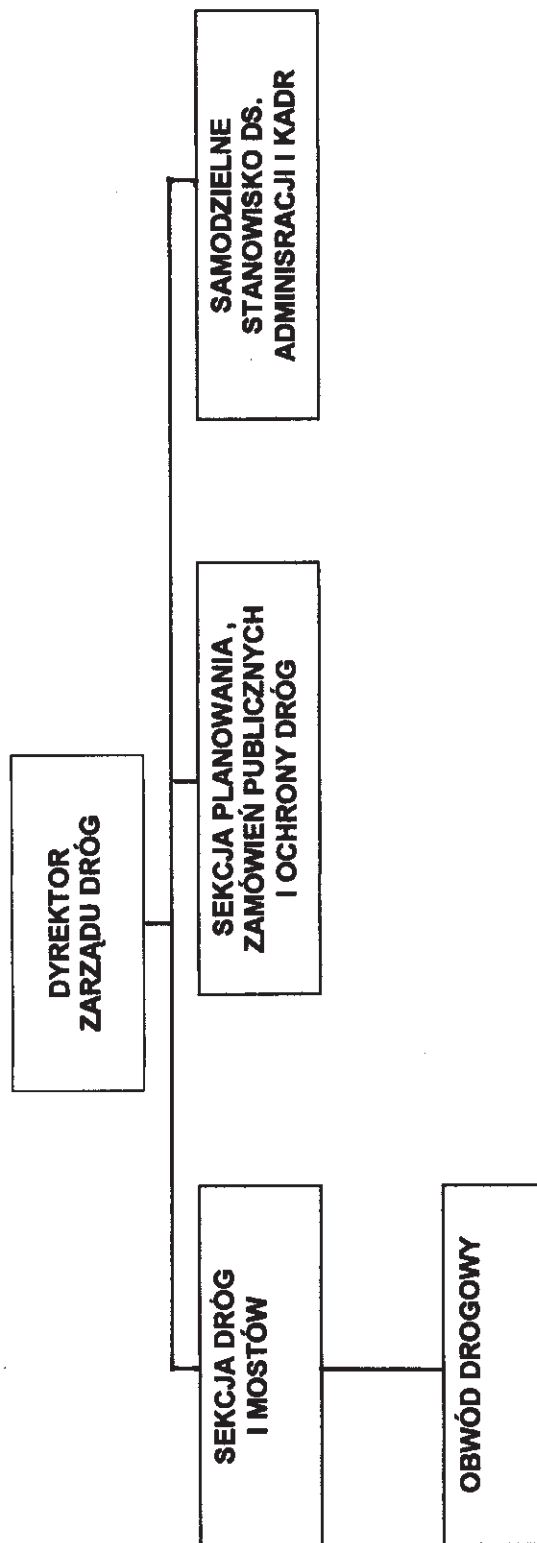 DYREKTOR
ZARZĄDU DRÓG
SEKCJA DRÓG
I MOSTÓW
SEKCJA PLANOWANIA ,
ZAMÓWIEŃ PUBLICZNYCH
I OCHRONY DRÓG
SAMODZIELNE
STANOWISKO DS.
ADMINISRACJI I KADR
OBWÓD DROGOWY